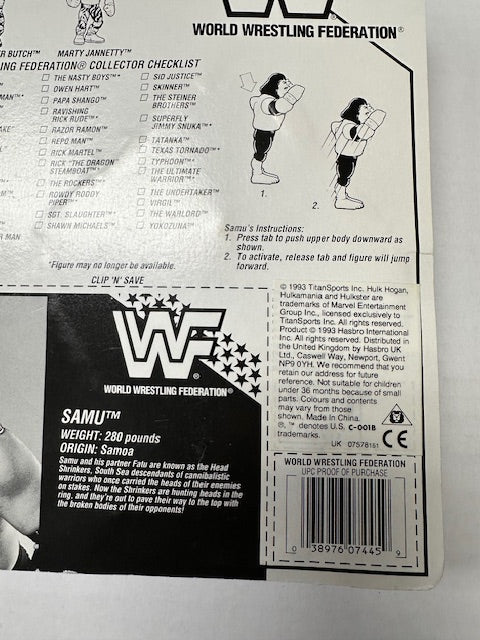 WORLD WRESTLING FEDERATION®
BUTCH™ MARTY JANNETTY™
FEDERATION® COLLECTOR CHECKLIST
THE NASTY BOYS™*
OWEN HART™
PAPA SHANGO™
RAVISHING
RICK RUDE™*
RAZOR RAMON™
REPO MAN™
RICK MARTEL™
RICK "THE DRAGON"
STEAMBOAT™*
THE ROCKERS™*
ROWDY RODDY
PIPER™*
SGT. SLAUGHTER™*
SHAWN MICHAELS™
SID JUSTICE™*
SKINNER™
THE STEINER
BROTHERS™
SUPERFLY
JIMMY SNUKA™*
TATANKA™
TEXAS TORNADO™*
TYPHOON™*
THE ULTIMATE
WARRIOR™*
THE UNDERTAKER™
VIRGIL™
THE WARLORD™
YOKOZUNA™
MAN
*Figure may no longer be available.
1.
2.
Samu's Instructions:
1. Press tab to push upper body downward as
shown.
2. To activate, release tab and figure will jump
forward.
CLIP 'N' SAVE
WORLD WRESTLING FEDERATION®
SAMU™
WEIGHT: 280 pounds
ORIGIN: Samoa
Samu and his partner Fatu are known as the Head
Shrinkers, South Sea descendants of cannibalistic
warriors who once carried the heads of their enemies
on stakes. Now the Shrinkers are hunting heads in the
ring, and they're out to pave their way to the top with
the broken bodies of their opponents!
© 1993 TitanSports Inc. Hulk Hogan,
Hulkamania and Hulkster are
trademarks of Marvel Entertainment
Group Inc., licensed exclusively to
TitanSports Inc. All rights reserved.
Product © 1993 Hasbro International
Inc. All rights reserved. Distributed in
the United Kingdom by Hasbro UK
Ltd., Caswell Way, Newport, Gwent
NP9 0YH. We recommend that you
retain our address for future
reference. Not suitable for children
under 36 months because of small
parts. Colours and contents
may vary from those
shown. Made in China.
®, ™ denotes U.S. C-001B
trademarks.
UK 07578151
CE
WORLD WRESTLING FEDERATION
UPC PROOF OF PURCHASE
0 38976 07445 9